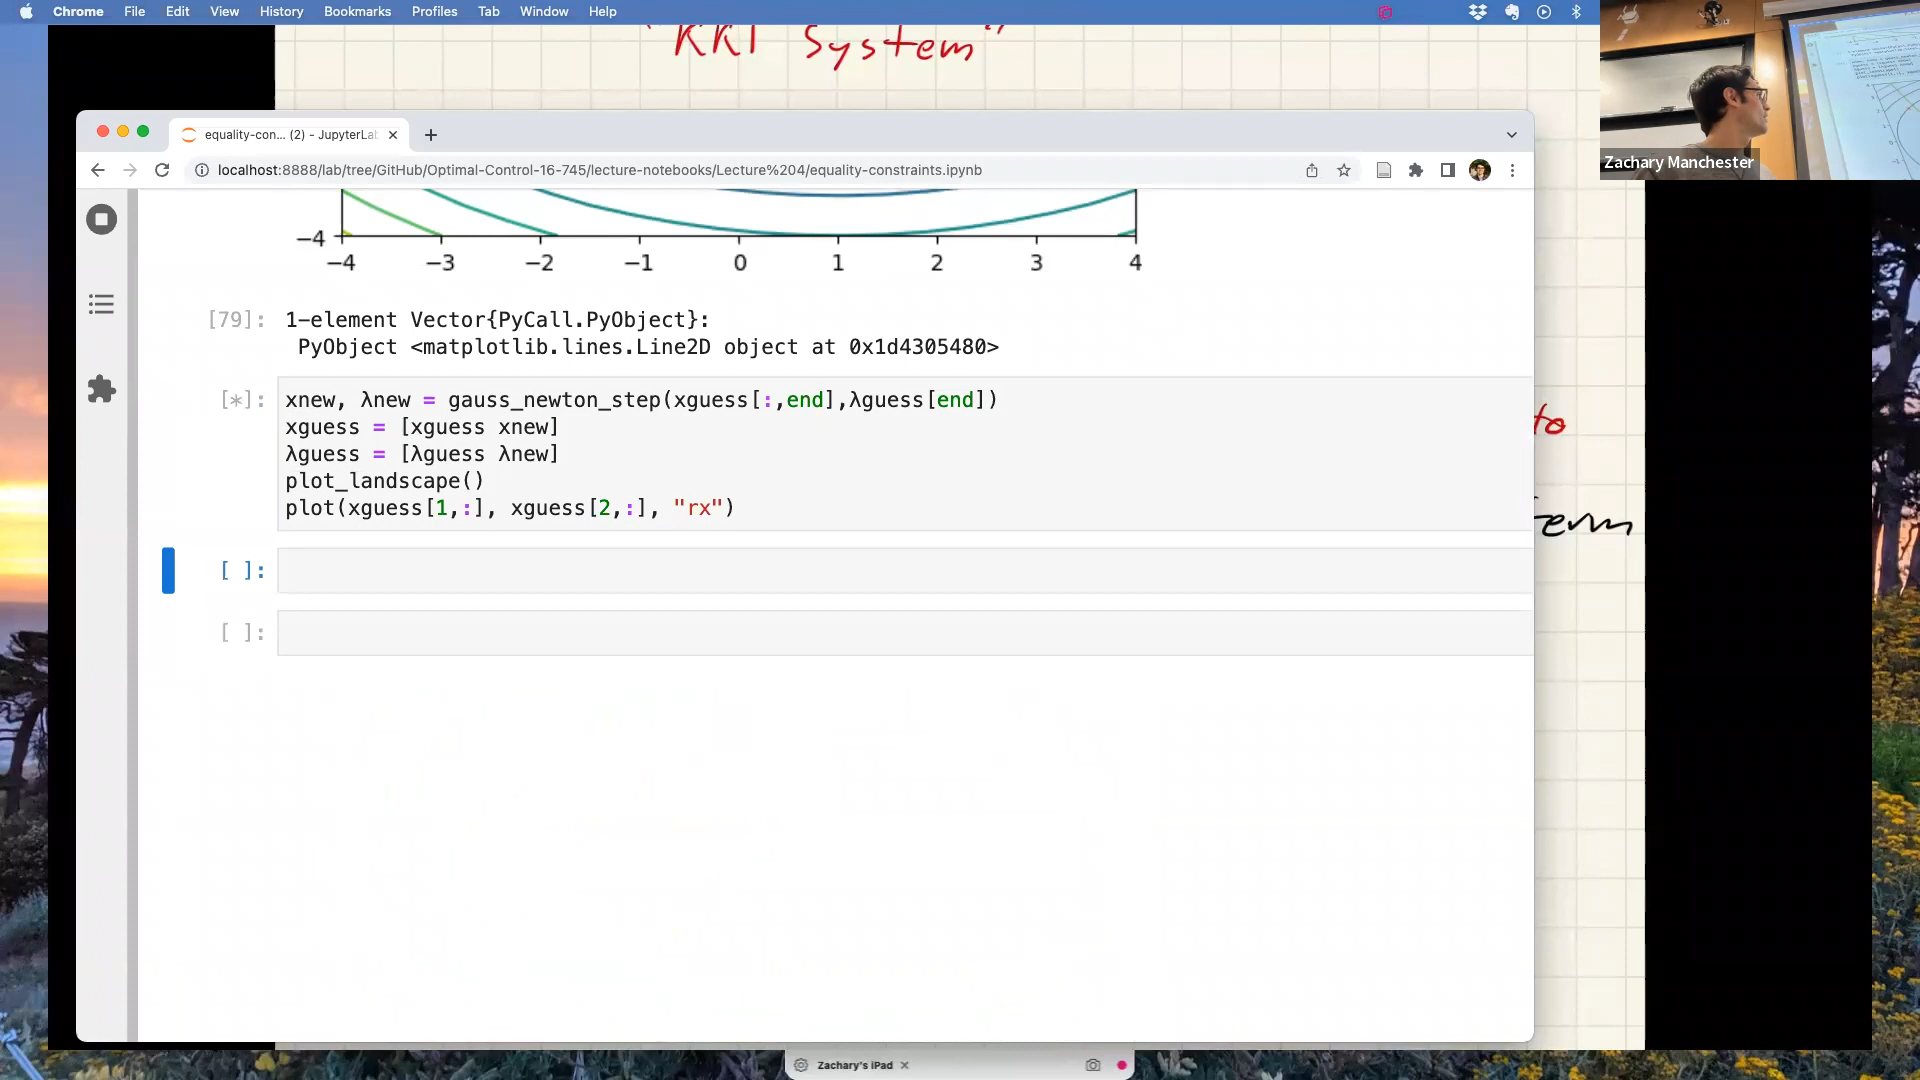 Chrome File Edit View History Bookmarks Profiles Tab Window Help
"KKT System"
Zachary Manchester
equality-con... (2) - JupyterLab
localhost:8888/lab/tree/GitHub/Optimal-Control-16-745/lecture-notebooks/Lecture%204/equality-constraints.ipynb
−4
−4 −3 −2 −1 0 1 2 3 4
[79]: 1-element Vector{PyCall.PyObject}:
PyObject <matplotlib.lines.Line2D object at 0x1d4305480>
[*]: xnew, λnew = gauss_newton_step(xguess[:,end],λguess[end])
xguess = [xguess xnew]
λguess = [λguess λnew]
plot_landscape()
plot(xguess[1,:], xguess[2,:], "rx")
to
term
[ ]:
[ ]:
Zachary's iPad